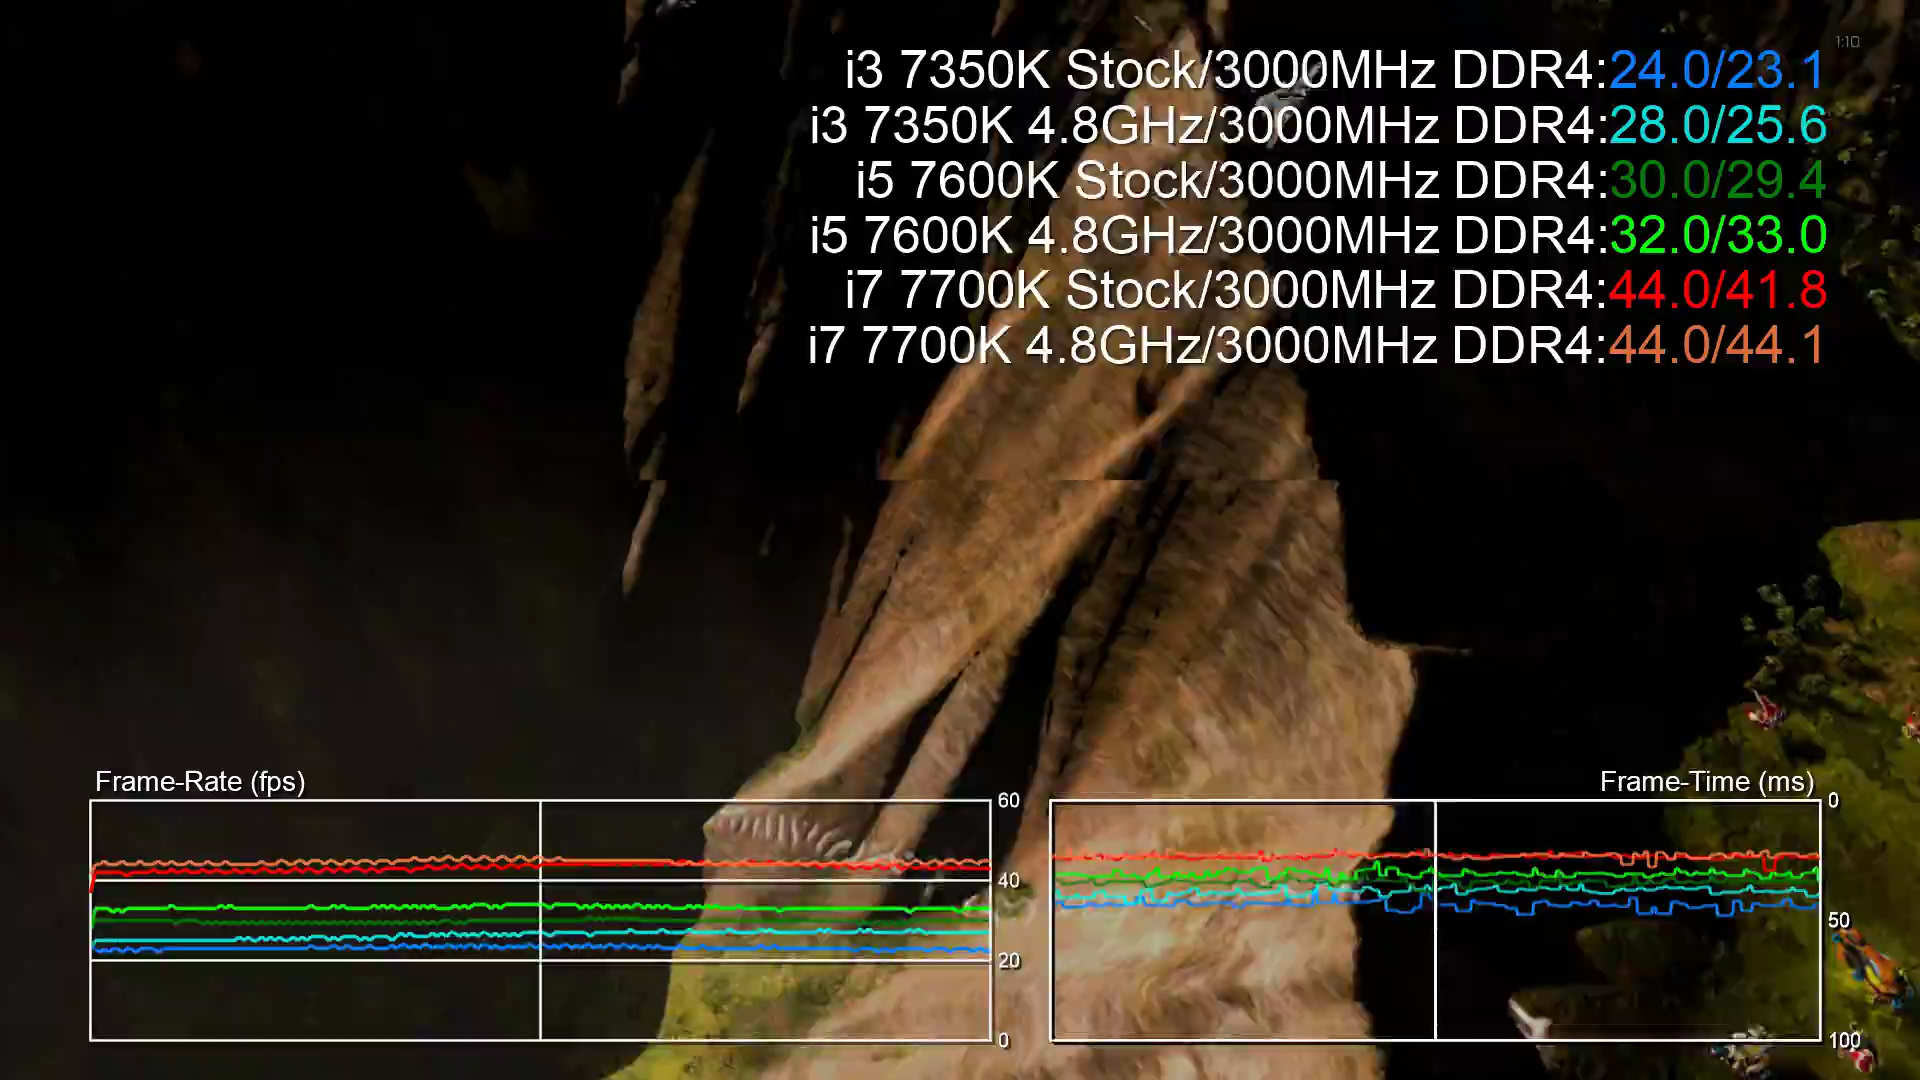 1:10
i3 7350K Stock/3000MHz DDR4:24.0/23.1
i3 7350K 4.8GHz/3000MHz DDR4:28.0/25.6
i5 7600K Stock/3000MHz DDR4:30.0/29.4
i5 7600K 4.8GHz/3000MHz DDR4:32.0/33.0
i7 7700K Stock/3000MHz DDR4:44.0/41.8
i7 7700K 4.8GHz/3000MHz DDR4:44.0/44.1
Frame-Rate (fps)
60
40
20
0
Frame-Time (ms)
0
50
100